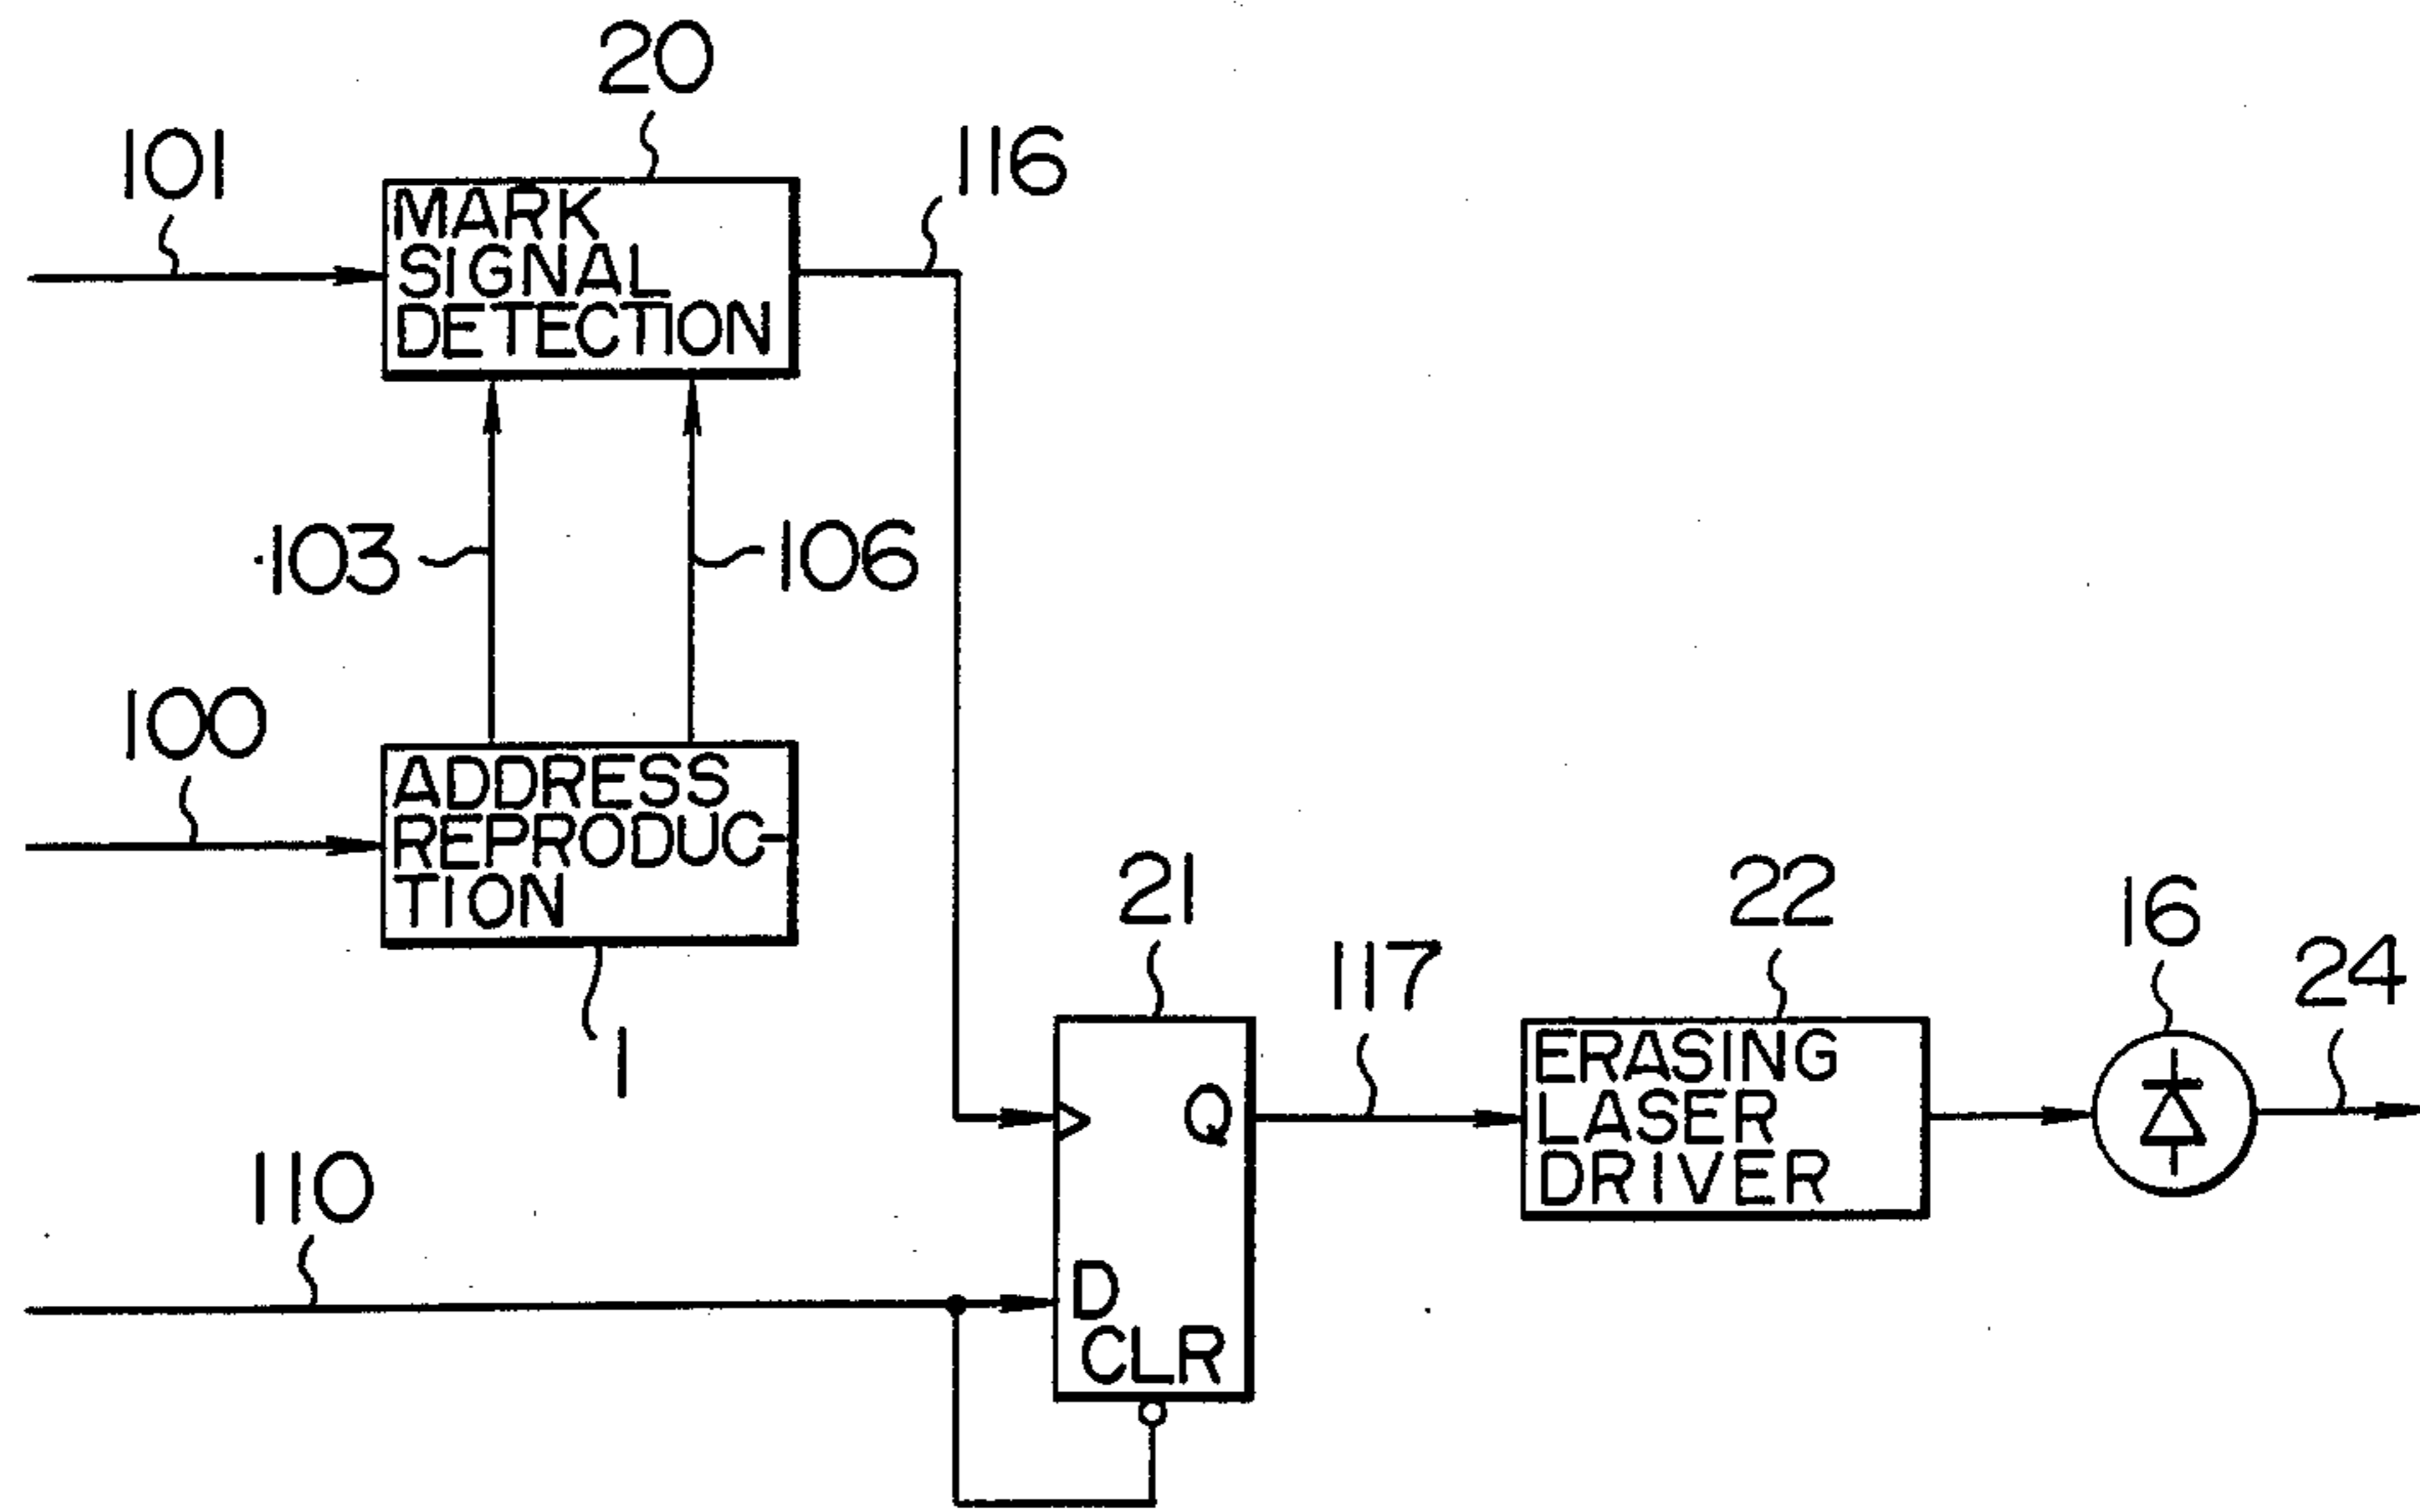 20
101
116
MARK
SIGNAL
DETECTION
103
106
100
ADDRESS
REPRODUC-
TION
1
21
117
22
16
24
Q
ERASING
LASER
DRIVER
110
D
CLR